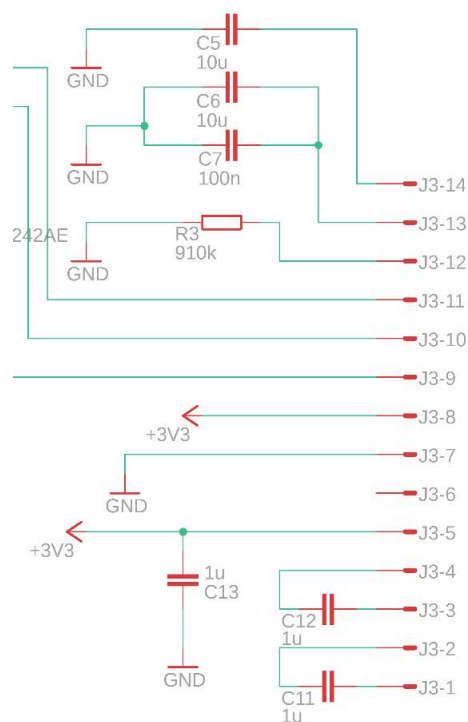 C5
10u
GND
C6
10u
C7
100n
GND
J3-14
J3-13
242AE
R3
910k
GND
J3-12
J3-11
J3-10
J3-9
J3-8
+3V3
J3-7
GND
J3-6
J3-5
+3V3
1u
C13
GND
J3-4
C12
1u
J3-3
J3-2
C11
1u
J3-1